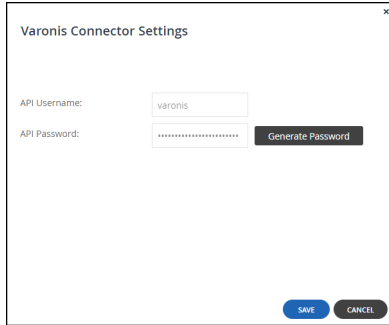 ×
Varonis Connector Settings
API Username:
varonis
API Password:
························
Generate Password
SAVE
CANCEL